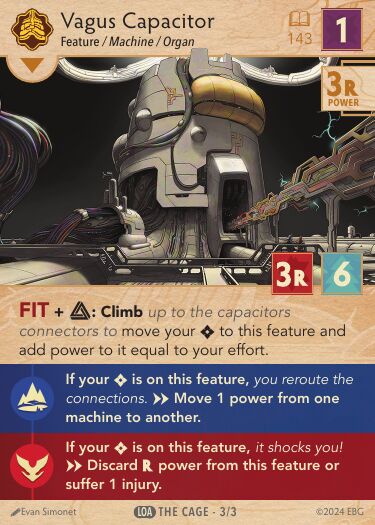 Vagus Capacitor
Feature / Machine / Organ
143
1
3R
POWER
3R
6
FIT + : Climb up to the capacitors
connectors to move your to this feature and
add power to it equal to your effort.
If your is on this feature, you reroute the
connections. Move 1 power from one
machine to another.
If your is on this feature, it shocks you!
Discard R power from this feature or
suffer 1 injury.
Evan Simonet
LOA THE CAGE - 3/3
©2024 EBG